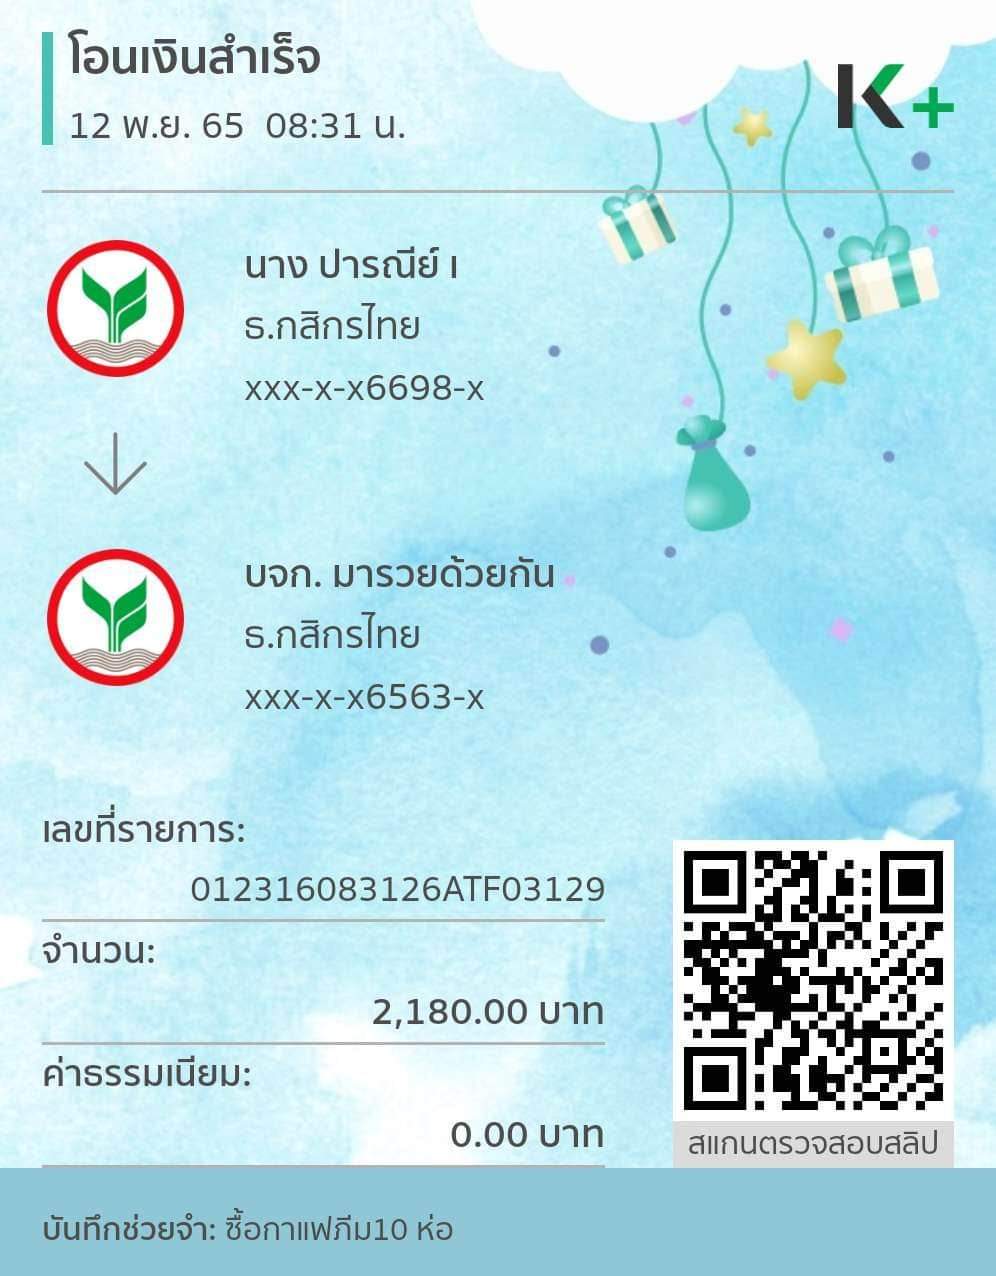 โอนเงินสำเร็จ
12 พ.ย. 65 08:31 น.
K+
นาง ปารณีย์ เ
ธ.กสิกรไทย
xxx-x-x6698-x
บจก. มารวยด้วยกัน
ธ.กสิกรไทย
xxx-x-x6563-x
เลขที่รายการ:
012316083126ATF03129
จำนวน:
2,180.00 บาท
ค่าธรรมเนียม:
0.00 บาท
สแกนตรวจสอบสลิป
บันทึกช่วยจำ: ซื้อกาแฟภีม10 ห่อ